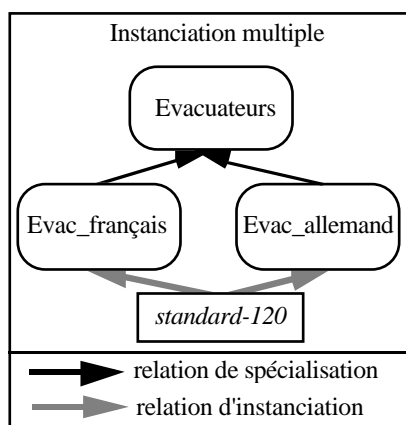 Instanciation multiple
Evacuateurs
Evac_français
Evac_allemand
standard-120
relation de spécialisation
relation d'instanciation